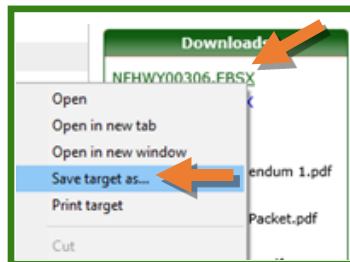 Downloads
NFHWY00306.EBSX
Open
Open in new tab
Open in new window
Save target as...
endum 1.pdf
Print target
Packet.pdf
Cut